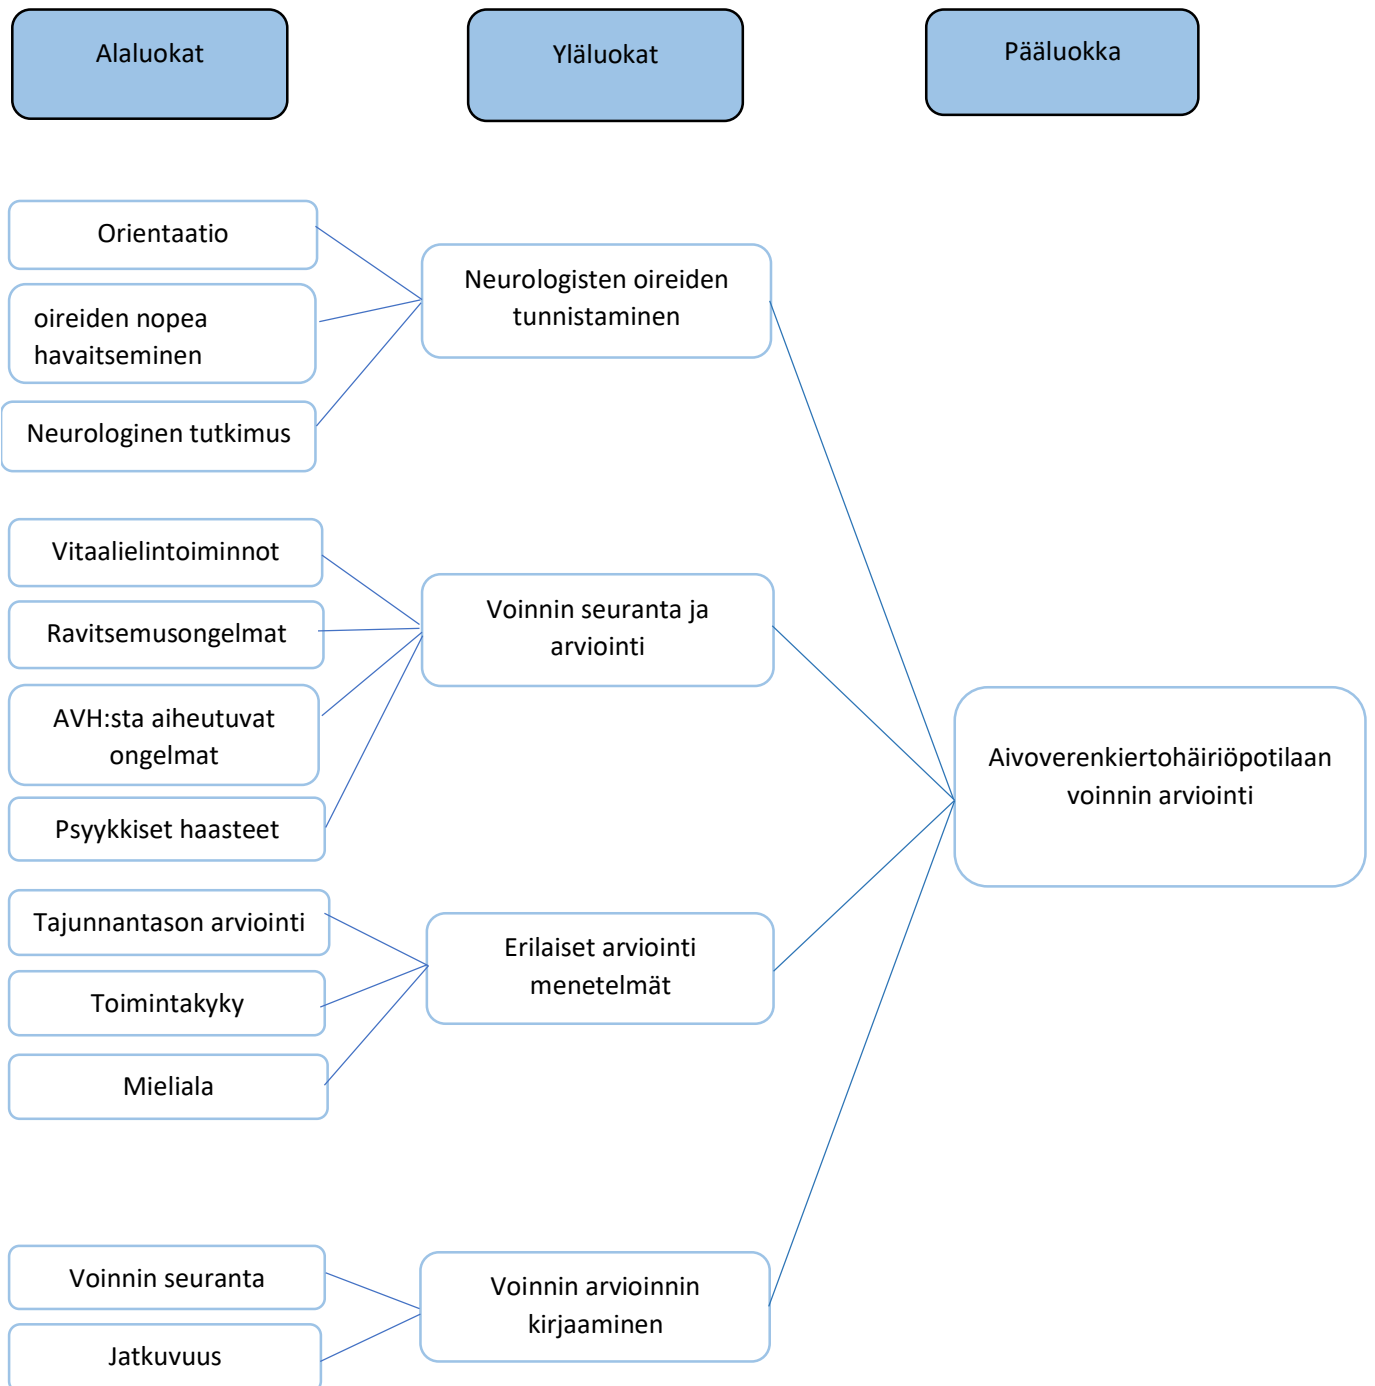 Alaluokat
Yläluokat
Pääluokka
Orientaatio
oireiden nopea
havaitseminen
Neurologinen tutkimus
Neurologisten oireiden
tunnistaminen
Vitaalielintoiminnot
Ravitsemusongelmat
AVH:sta aiheutuvat
ongelmat
Psyykkiset haasteet
Voinnin seuranta ja
arviointi
Tajunnantason arviointi
Toimintakyky
Mieliala
Erilaiset arviointi
menetelmät
Voinnin seuranta
Jatkuvuus
Voinnin arvioinnin
kirjaaminen
Aivoverenkiertohäiriöpotilaan
voinnin arviointi